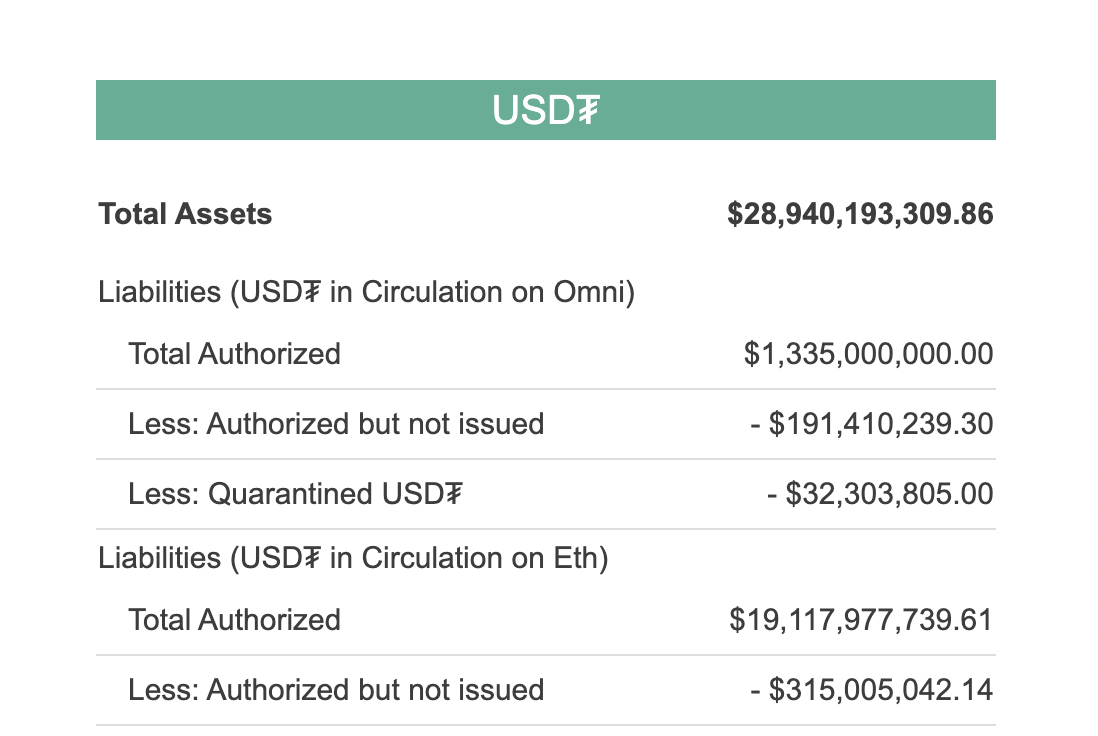 USD₮
Total Assets $28,940,193,309.86
Liabilities (USD₮ in Circulation on Omni)
Total Authorized $1,335,000,000.00
Less: Authorized but not issued - $191,410,239.30
Less: Quarantined USD₮ - $32,303,805.00
Liabilities (USD₮ in Circulation on Eth)
Total Authorized $19,117,977,739.61
Less: Authorized but not issued - $315,005,042.14